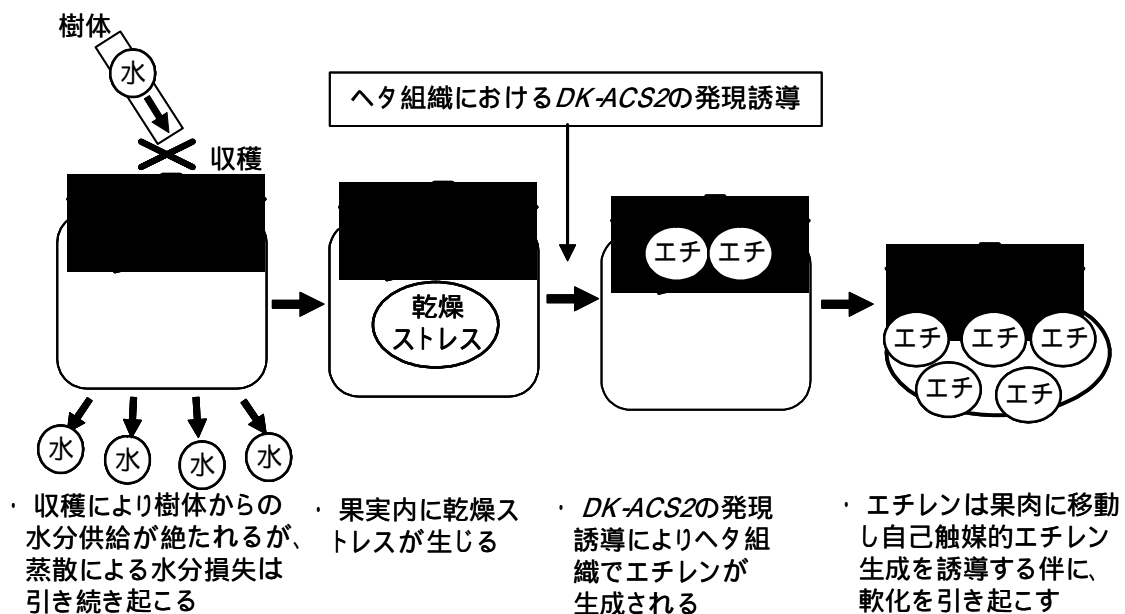 樹体
水
ヘタ組織におけるDK-ACS2の発現誘導
収穫
エチ
エチ
乾燥
ストレス
エチ
エチ
エチ
エチ
エチ
水
水
水
水
・ 収穫により樹体からの
水分供給が絶たれるが、
蒸散による水分損失は
引き続き起こる
・ 果実内に乾燥ス
トレスが生じる
・ DK-ACS2の発現
誘導によりヘタ組
織でエチレンが
生成される
・ エチレンは果肉に移動
し自己触媒的エチレン
生成を誘導する伴に、
軟化を引き起こす